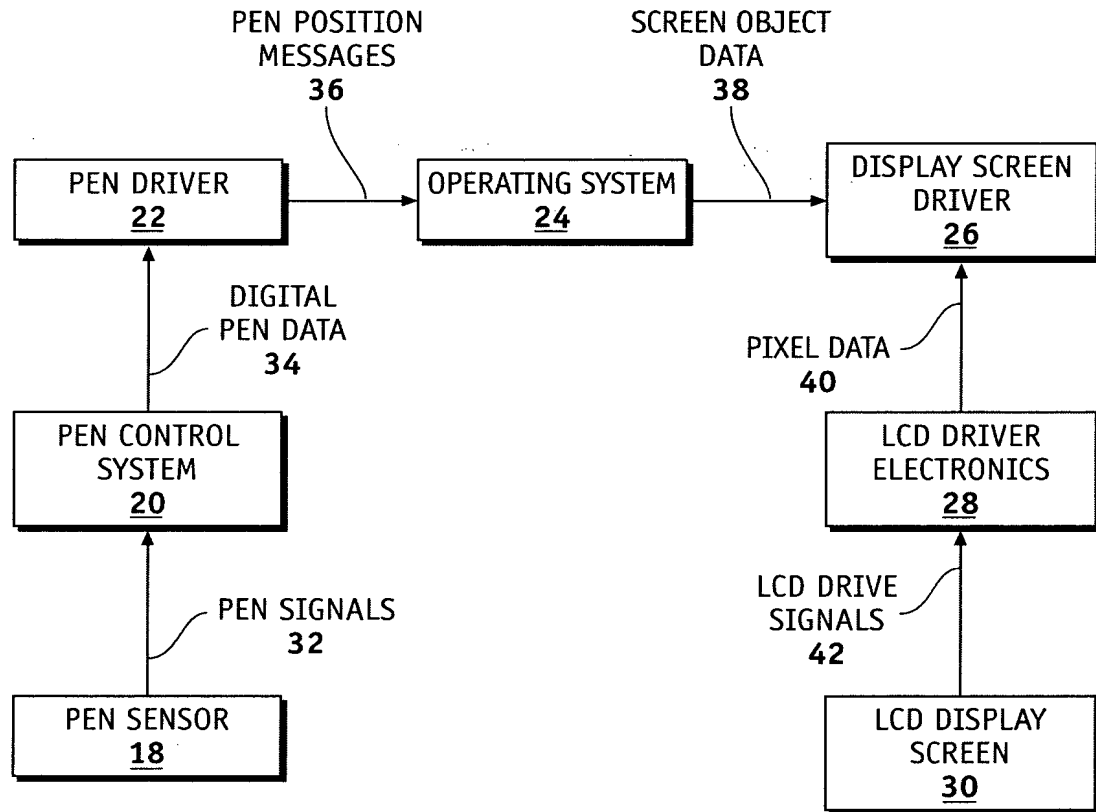 PEN POSITION
MESSAGES
36
SCREEN OBJECT
DATA
38
PEN DRIVER
22
OPERATING SYSTEM
24
DISPLAY SCREEN
DRIVER
26
DIGITAL
PEN DATA
34
PIXEL DATA
40
PEN CONTROL
SYSTEM
20
LCD DRIVER
ELECTRONICS
28
PEN SIGNALS
32
LCD DRIVE
SIGNALS
42
PEN SENSOR
18
LCD DISPLAY
SCREEN
30